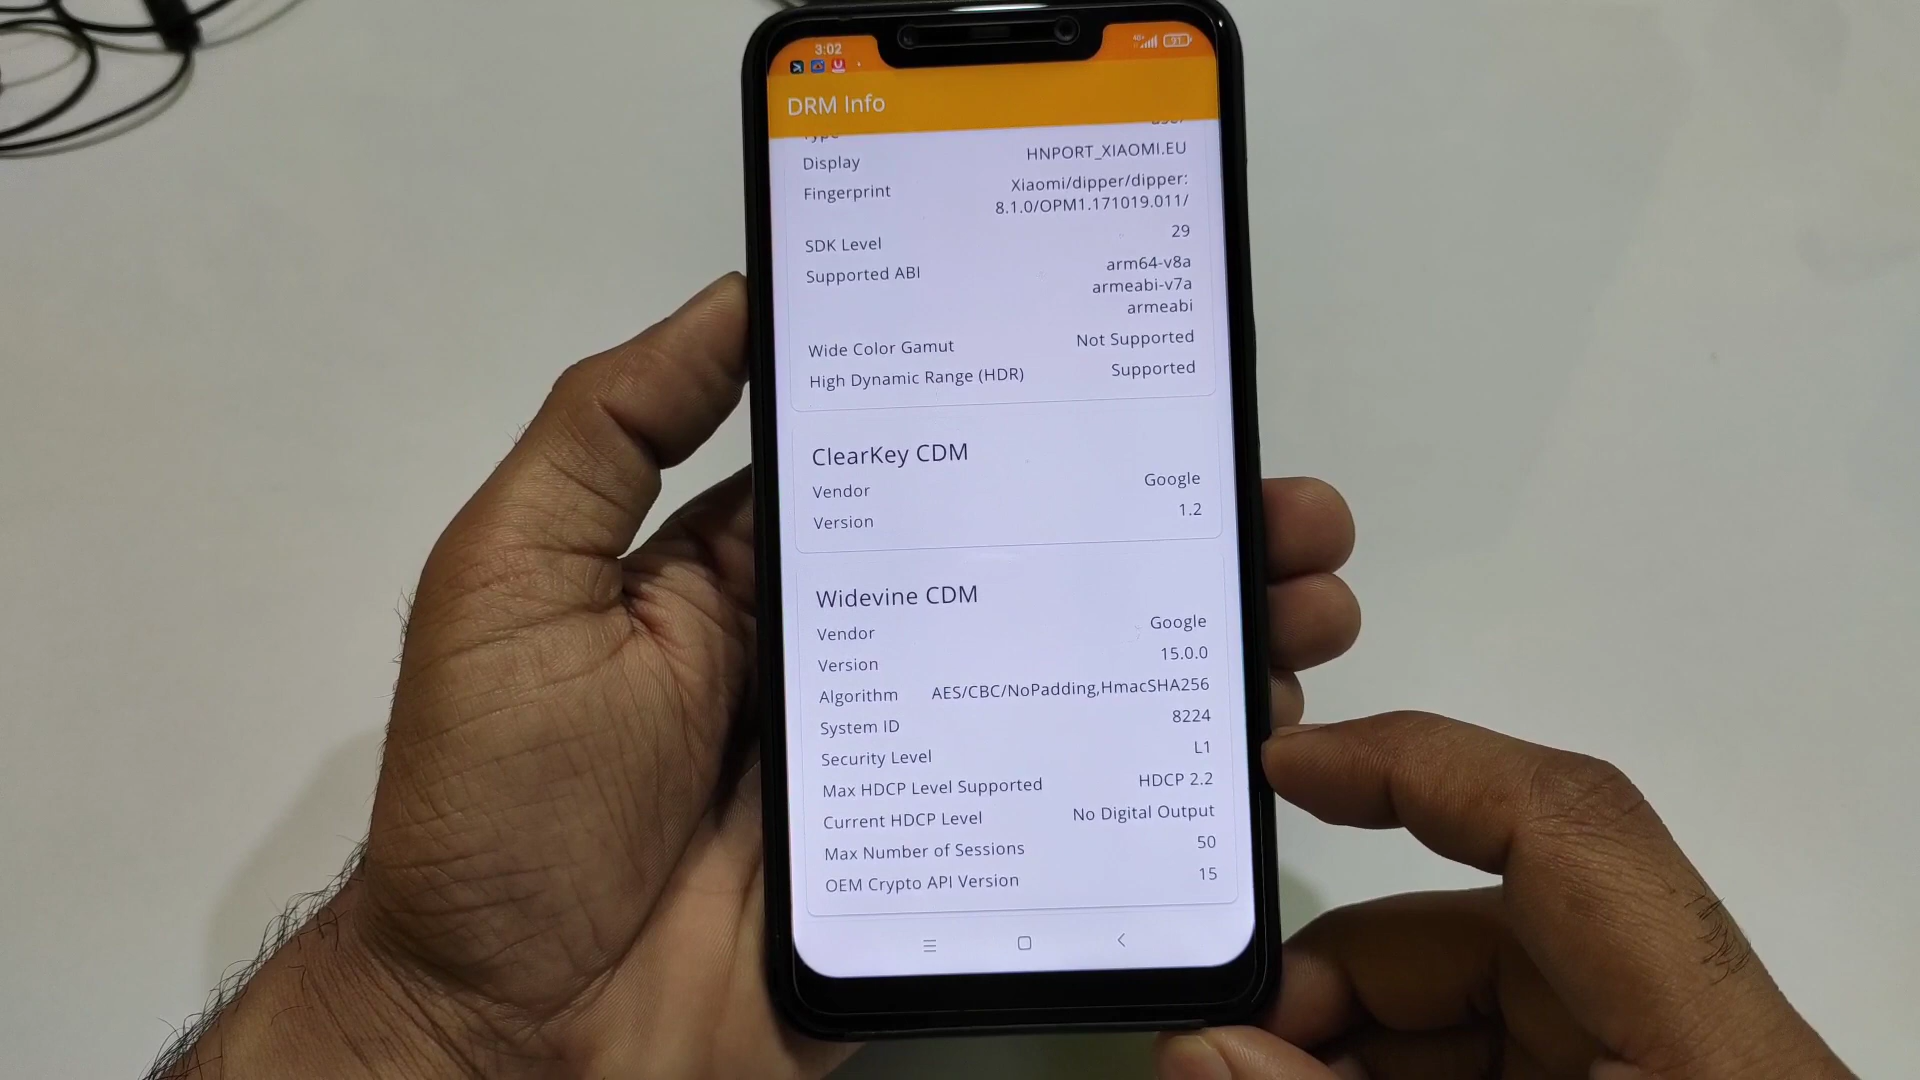 3:02
4G+
91
DRM Info
Type user
Display HNPORT_XIAOMI.EU
Fingerprint Xiaomi/dipper/dipper:
8.1.0/OPM1.171019.011/
SDK Level 29
Supported ABI arm64-v8a
armeabi-v7a
armeabi
Wide Color Gamut Not Supported
High Dynamic Range (HDR) Supported
ClearKey CDM
Vendor Google
Version 1.2
Widevine CDM
Vendor Google
Version 15.0.0
Algorithm AES/CBC/NoPadding,HmacSHA256
System ID 8224
Security Level L1
Max HDCP Level Supported HDCP 2.2
Current HDCP Level No Digital Output
Max Number of Sessions 50
OEM Crypto API Version 15